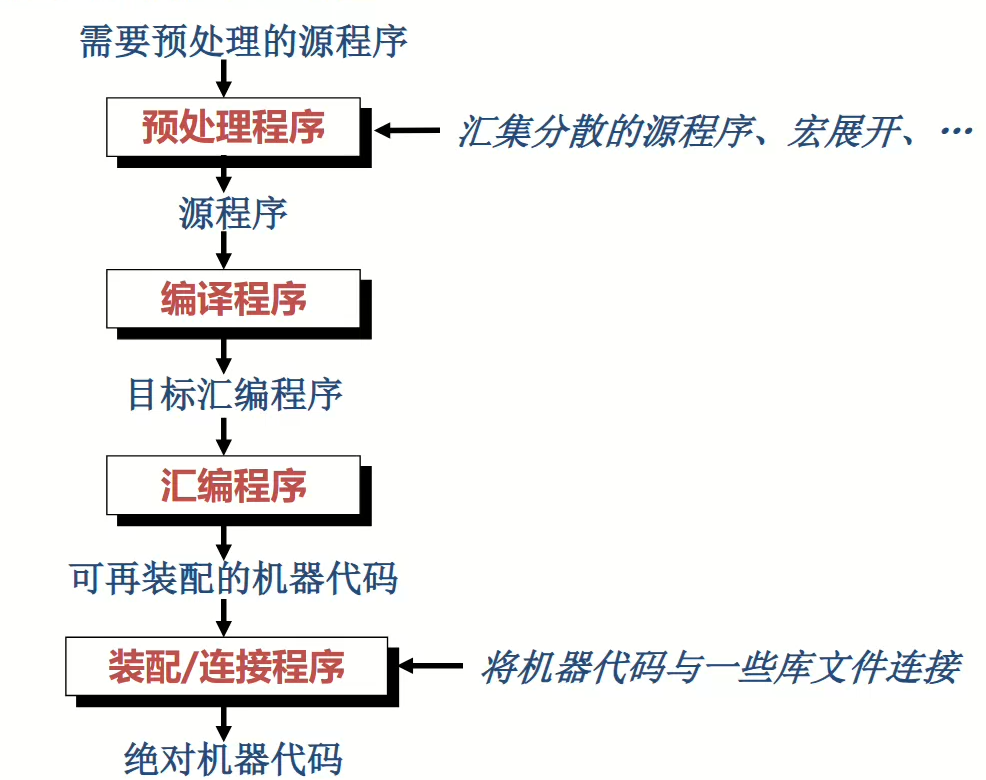 需要预处理的源程序
预处理程序
汇集分散的源程序、宏展开、…
源程序
编译程序
目标汇编程序
汇编程序
可再装配的机器代码
装配/连接程序
将机器代码与一些库文件连接
绝对机器代码